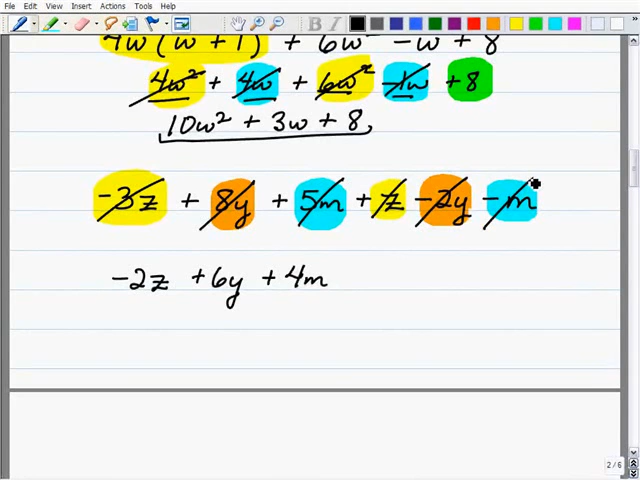 File Edit View Insert Actions Tools Help
4w (w + 1) + 6w² - w + 8
4w² + 4w + 6w² - 1w + 8
10w² + 3w + 8
-3z + 8y + 5m + z - 2y - m
-2z + 6y + 4m
2 / 6